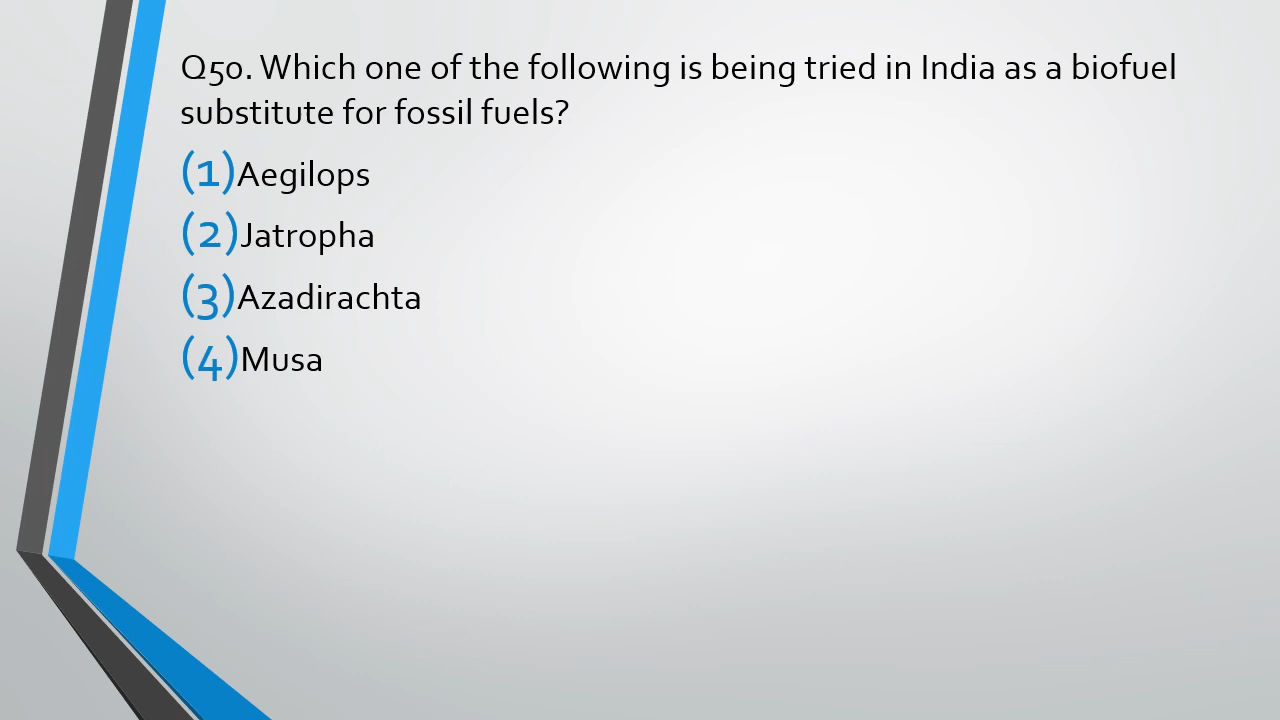 Q50. Which one of the following is being tried in India as a biofuel
substitute for fossil fuels?
(1)Aegilops
(2)Jatropha
(3)Azadirachta
(4)Musa